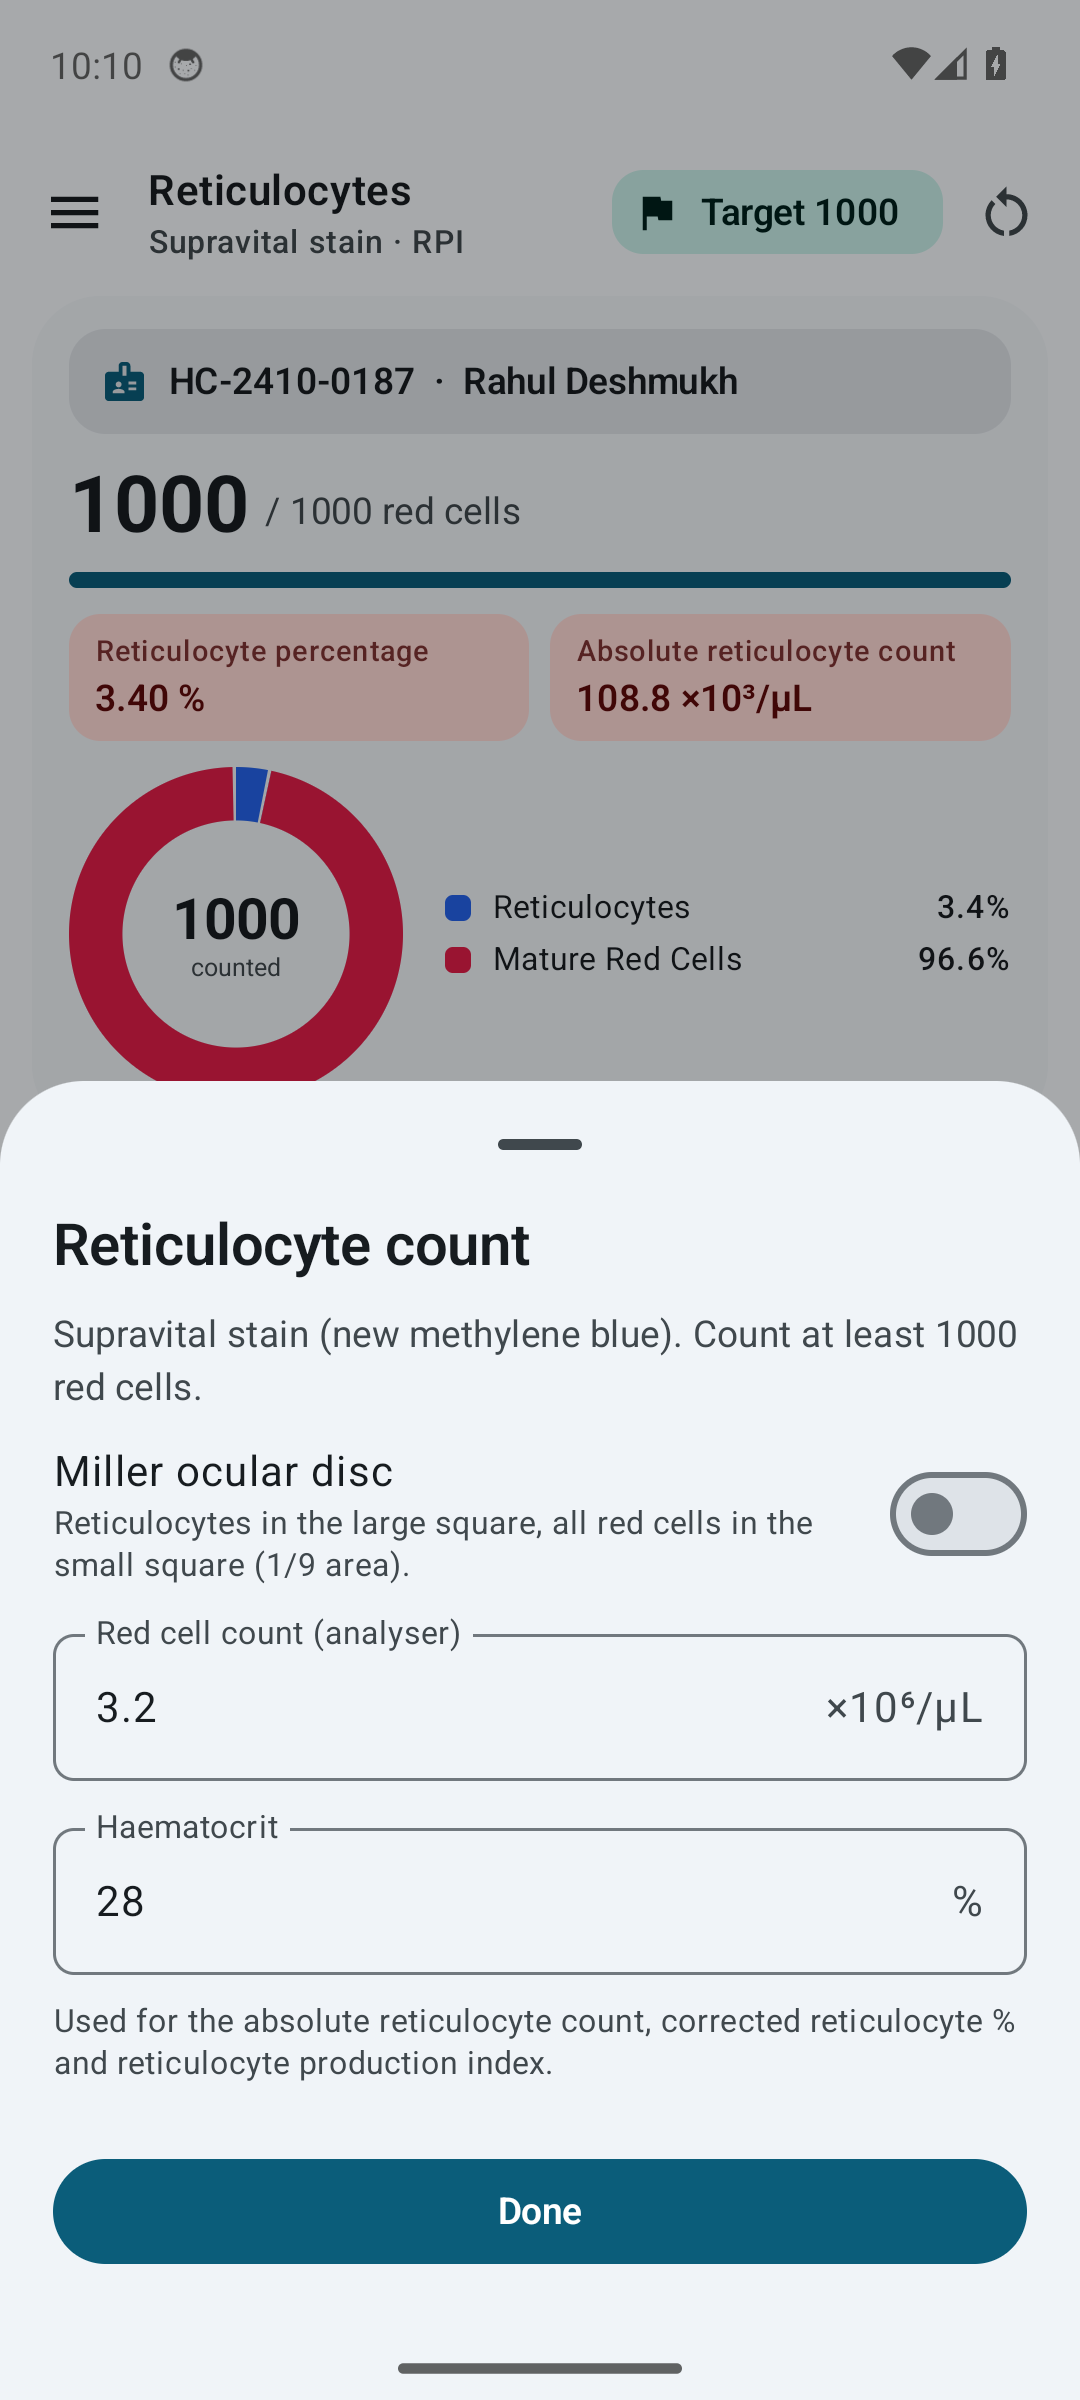 10:10
Reticulocytes
Supravital stain · RPI
Target 1000
HC-2410-0187 · Rahul Deshmukh
1000 / 1000 red cells
Reticulocyte percentage
3.40 %
Absolute reticulocyte count
108.8 ×10³/µL
1000
counted
Reticulocytes 3.4%
Mature Red Cells 96.6%
Reticulocyte count
Supravital stain (new methylene blue). Count at least 1000
red cells.
Miller ocular disc
Reticulocytes in the large square, all red cells in the
small square (1/9 area).
Red cell count (analyser)
3.2 ×10⁶/µL
Haematocrit
28 %
Used for the absolute reticulocyte count, corrected reticulocyte %
and reticulocyte production index.
Done